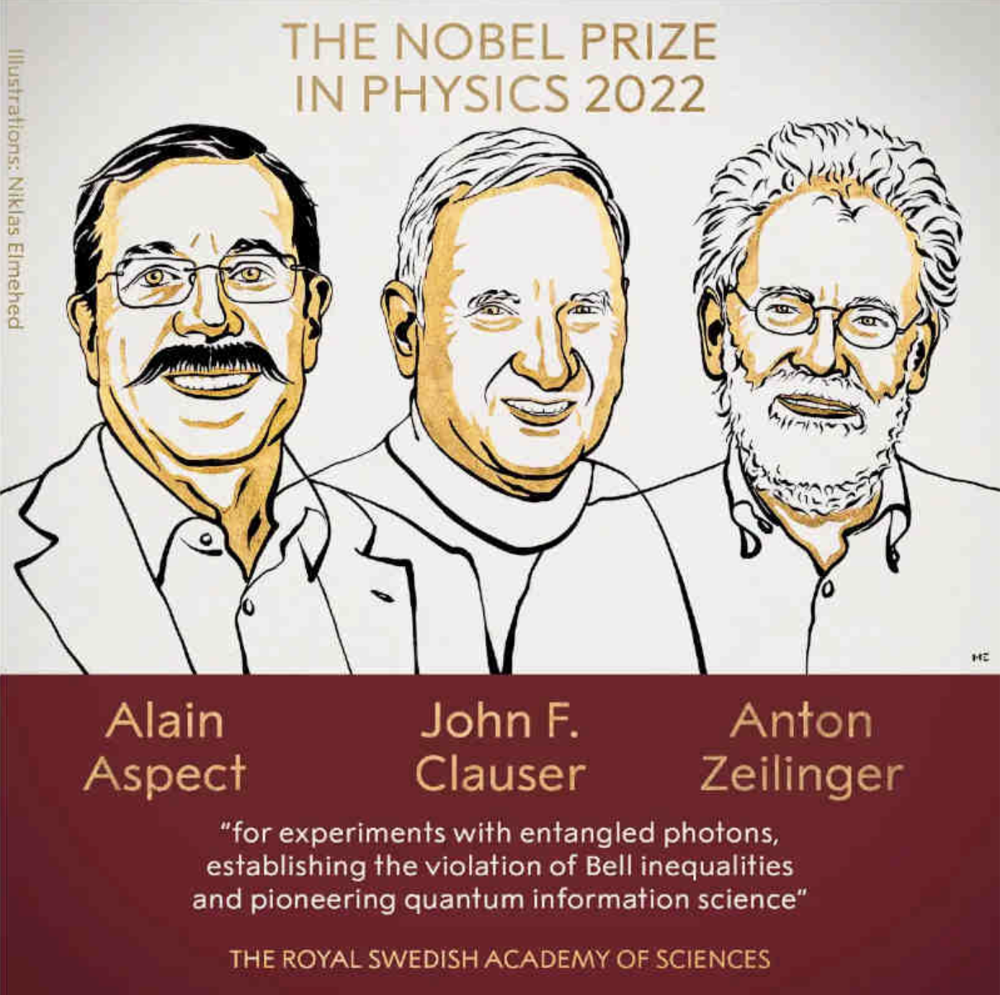 THE NOBEL PRIZE
IN PHYSICS 2022
Illustrations: Niklas Elmehed
Alain
Aspect
John F.
Clauser
Anton
Zeilinger
“for experiments with entangled photons,
establishing the violation of Bell inequalities
and pioneering quantum information science”
THE ROYAL SWEDISH ACADEMY OF SCIENCES